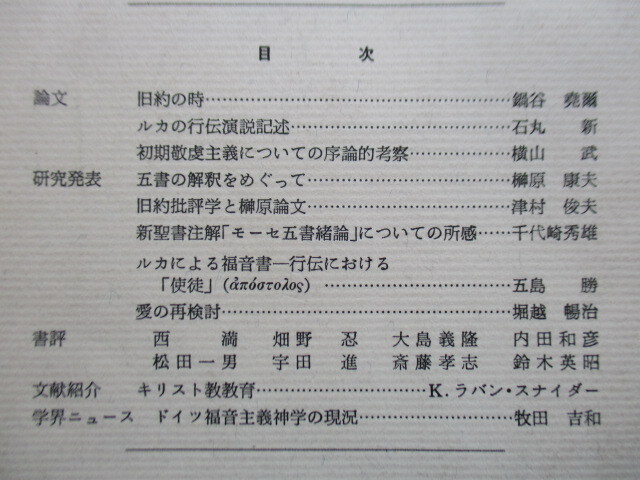 目次
論文 旧約の時……………………………鍋谷 堯爾
ルカの行伝演説記述……………………石丸 新
初期敬虔主義についての序論的考察………横山 武
研究発表 五書の解釈をめぐって…………………榊原 康夫
旧約批評学と榊原論文…………………津村 俊夫
新聖書注解「モーセ五書緒論」についての所感……千代崎秀雄
ルカによる福音書―行伝における
「使徒」(ἀπόστολος) …………………五島 勝
愛の再検討……………………………堀越 暢治
書評 西 満 畑野 忍 大島義隆 内田和彦
松田一男 宇田 進 斎藤孝志 鈴木英昭
文献紹介 キリスト教教育…………………K.ラバン・スナイダー
学界ニュース ドイツ福音主義神学の現況………………牧田 吉和